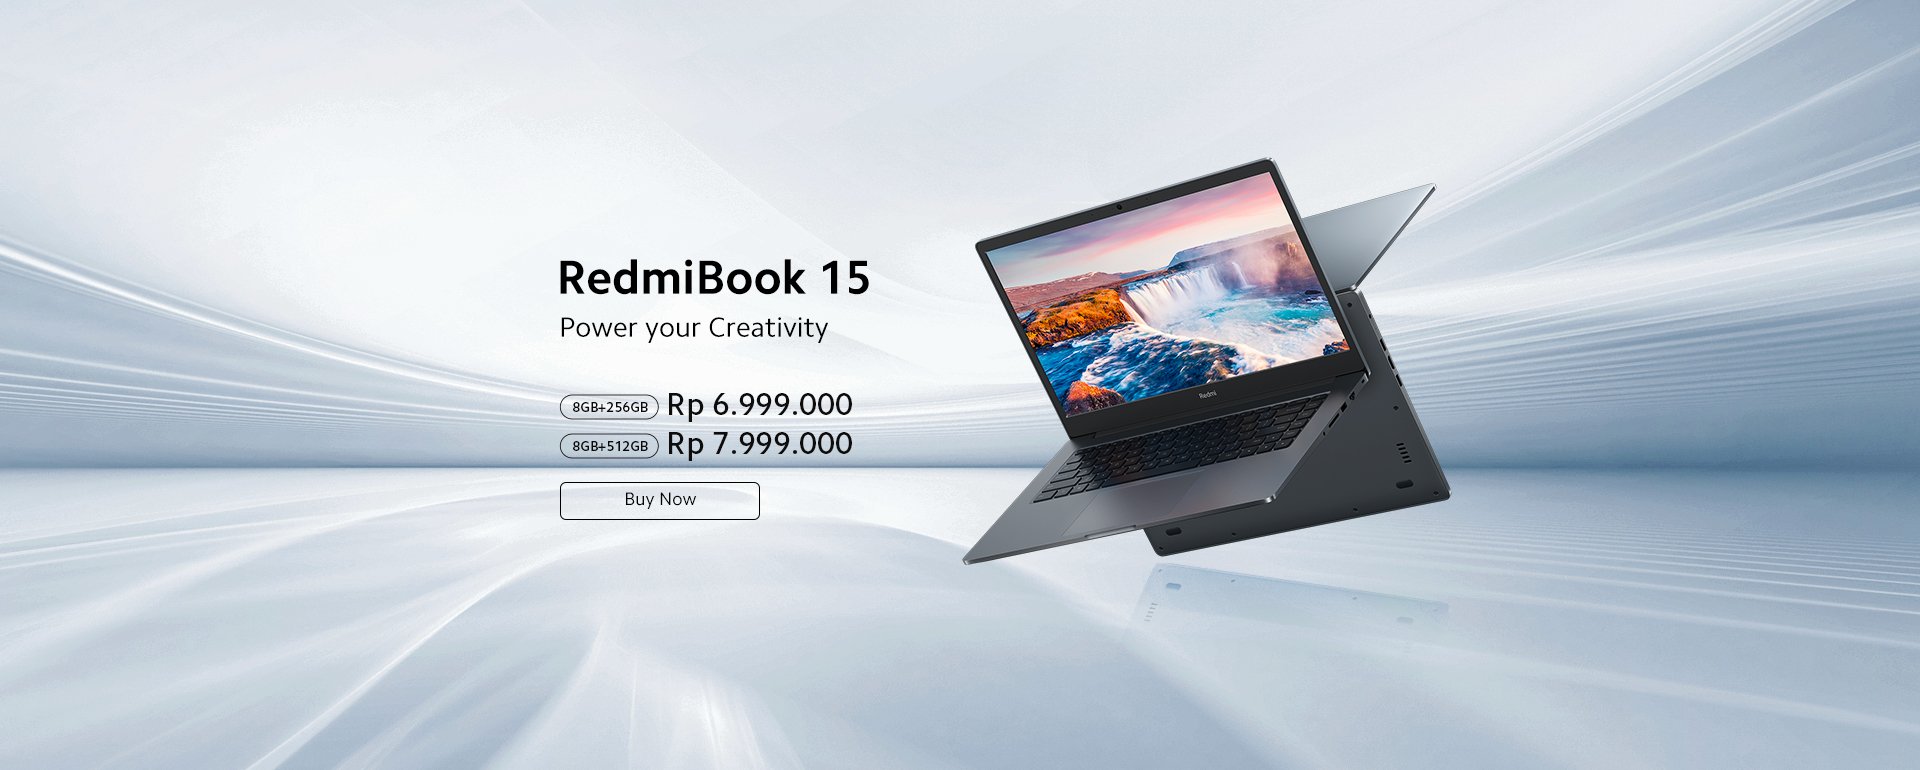 RedmiBook 15
Power your Creativity
8GB+256GB Rp 6.999.000
8GB+512GB Rp 7.999.000
Buy Now
Redmi